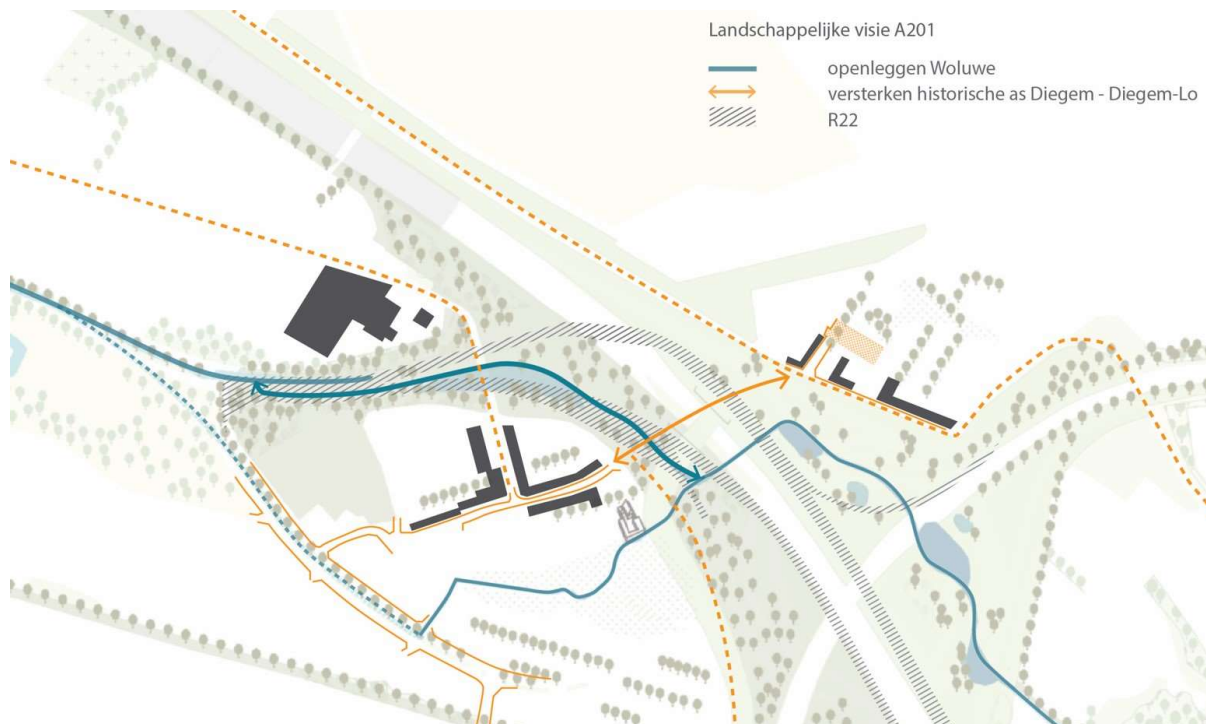 Landschappelijke visie A201
openleggen Woluwe
versterken historische as Diegem - Diegem-Lo
R22